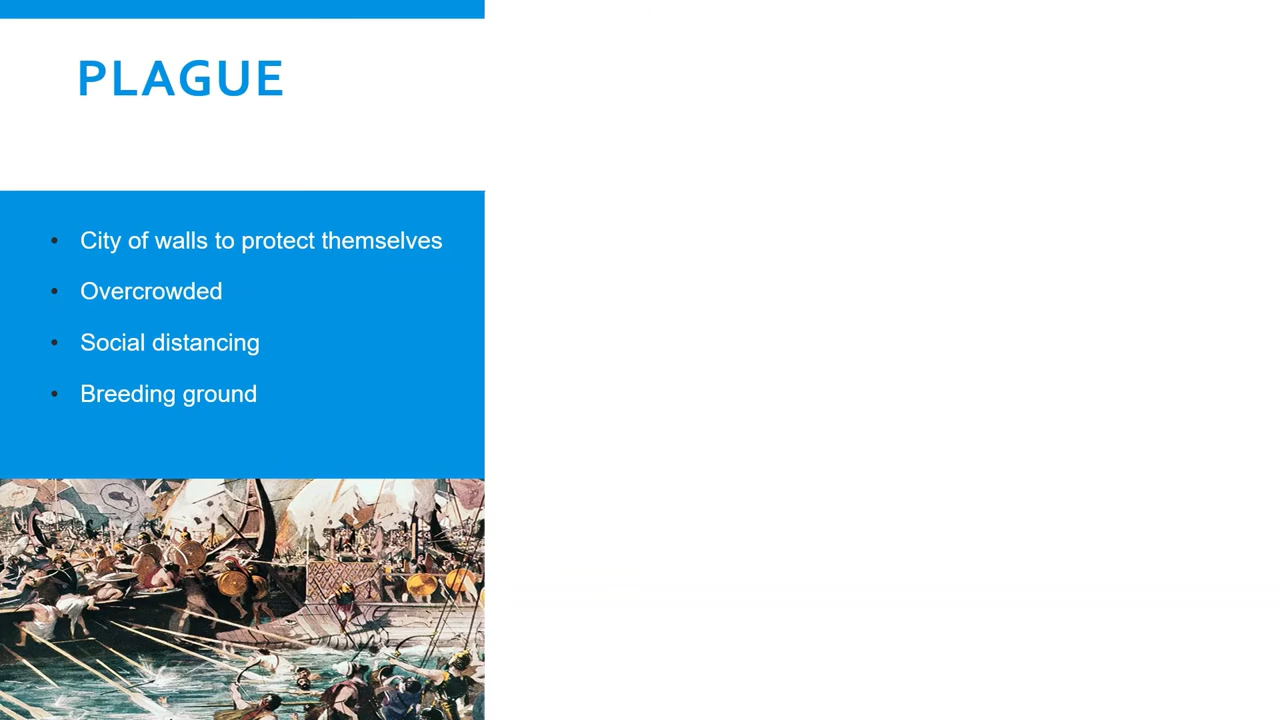 PLAGUE
• City of walls to protect themselves
• Overcrowded
• Social distancing
• Breeding ground